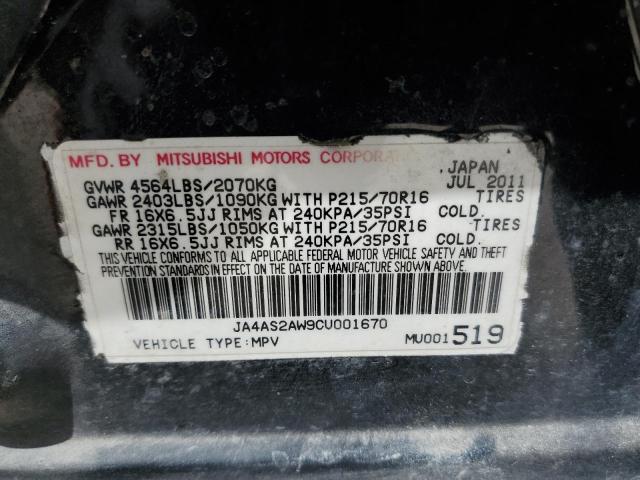 MFD. BY MITSUBISHI MOTORS CORPORA
JAPAN
GVWR 4564LBS/2070KG JUL 2011
GAWR 2403LBS/1090KG WITH P215/70R16 TIRES
FR 16X6.5JJ RIMS AT 240KPA/35PSI COLD.
GAWR 2315LBS/1050KG WITH P215/70R16 TIRES
RR 16X6.5JJ RIMS AT 240KPA/35PSI COLD.
THIS VEHICLE CONFORMS TO ALL APPLICABLE FEDERAL MOTOR VEHICLE SAFETY AND THEFT
PREVENTION STANDARDS IN EFFECT ON THE DATE OF MANUFACTURE SHOWN ABOVE.
JA4AS2AW9CU001670
VEHICLE TYPE:MPV MU001519